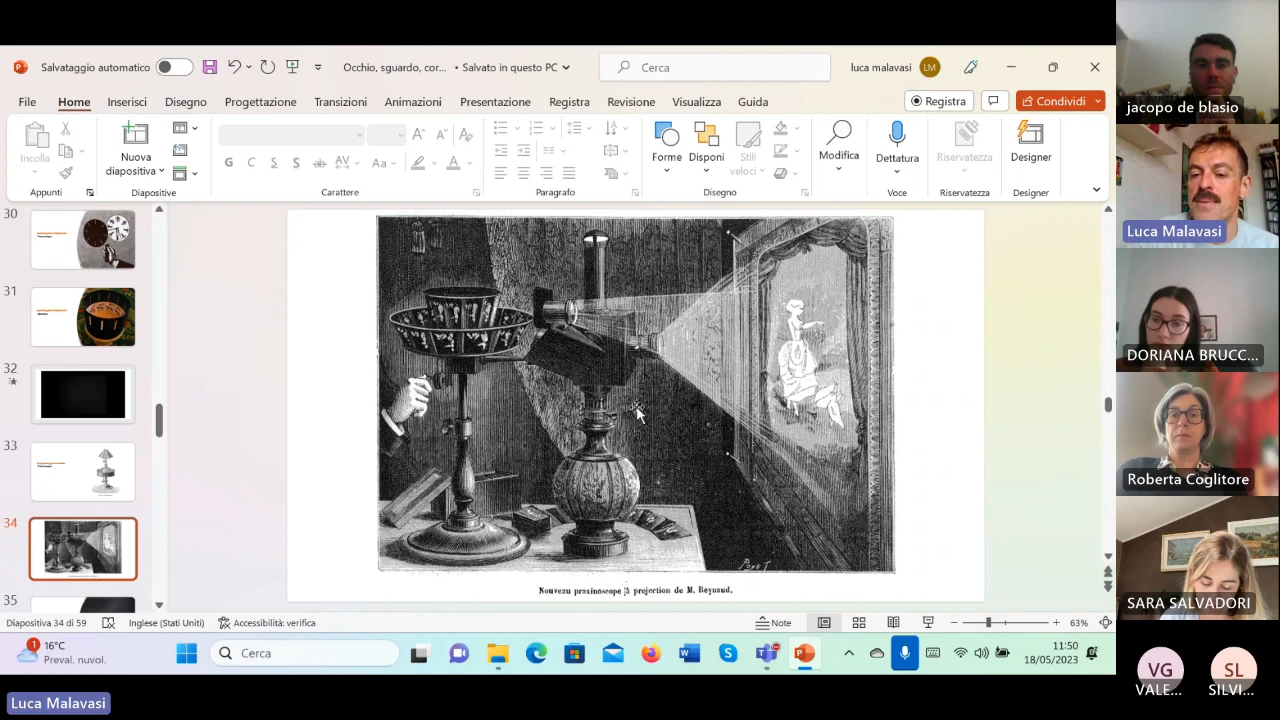 Salvataggio automatico
Occhio, sguardo, cor... • Salvato in questo PC
Cerca
luca malavasi
LM
File
Home
Inserisci
Disegno
Progettazione
Transizioni
Animazioni
Presentazione
Registra
Revisione
Visualizza
Guida
Registra
Condividi
Incolla
Nuova
diapositiva
G C S S ab AV Aa A
Forme
Disponi
Stili
veloci
Modifica
Dettatura
Riservatezza
Designer
Appunti
Diapositive
Carattere
Paragrafo
Disegno
Voce
Riservatezza
Designer
30
31
32
33
34
35
Nouveau praxinoscope à projection de M. Reynaud.
Diapositiva 34 di 59
Inglese (Stati Uniti)
Accessibilità: verifica
Note
63%
1
16°C
Preval. nuvol
Cerca
11:50
18/05/2023
Luca Malavasi
jacopo de blasio
Luca Malavasi
DORIANA BRUCC...
Roberta Coglitore
SARA SALVADORI
VG
VALE...
SL
SILVI...